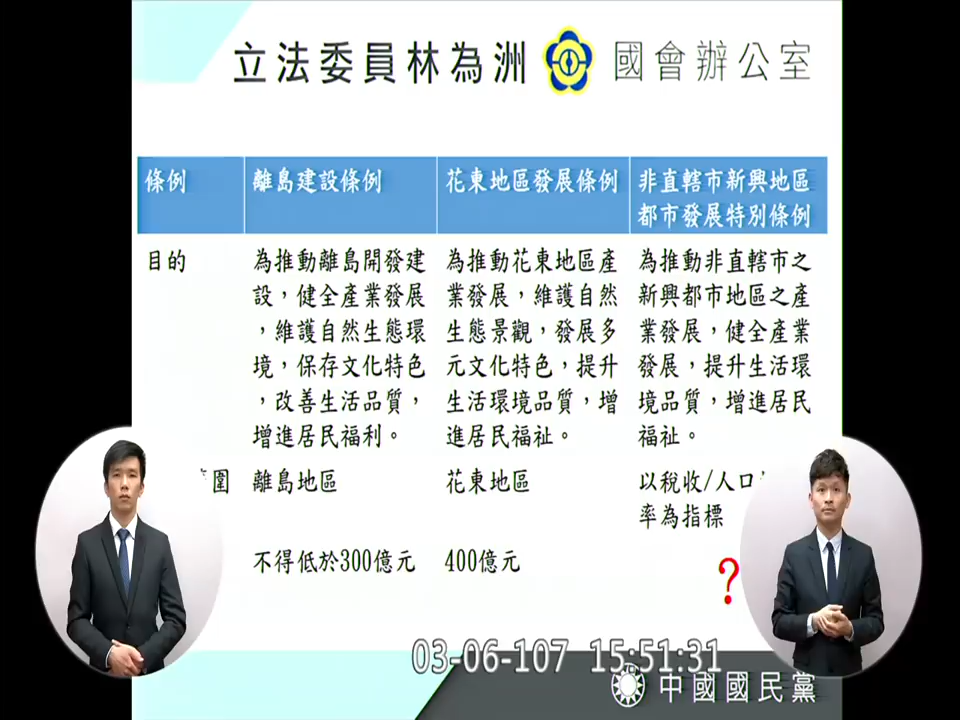 立法委員林為洲 國會辦公室
條例 離島建設條例 花東地區發展條例 非直轄市新興地區
都市發展特別條例
目的 為推動離島開發建 為推動花東地區產 為推動非直轄市之
設，健全產業發展 業發展，維護自然 新興都市地區之產
，維護自然生態環 生態景觀，發展多 業發展，健全產業
境，保存文化特色 元文化特色，提升 發展，提升生活環
，改善生活品質， 生活環境品質，增 境品質，增進居民
增進居民福利。 進居民福祉。 福祉。
圍 離島地區 花東地區 以稅收/人口
率為指標
不得低於300億元 400億元 ?
03-06-107 15:51:31
中國國民黨